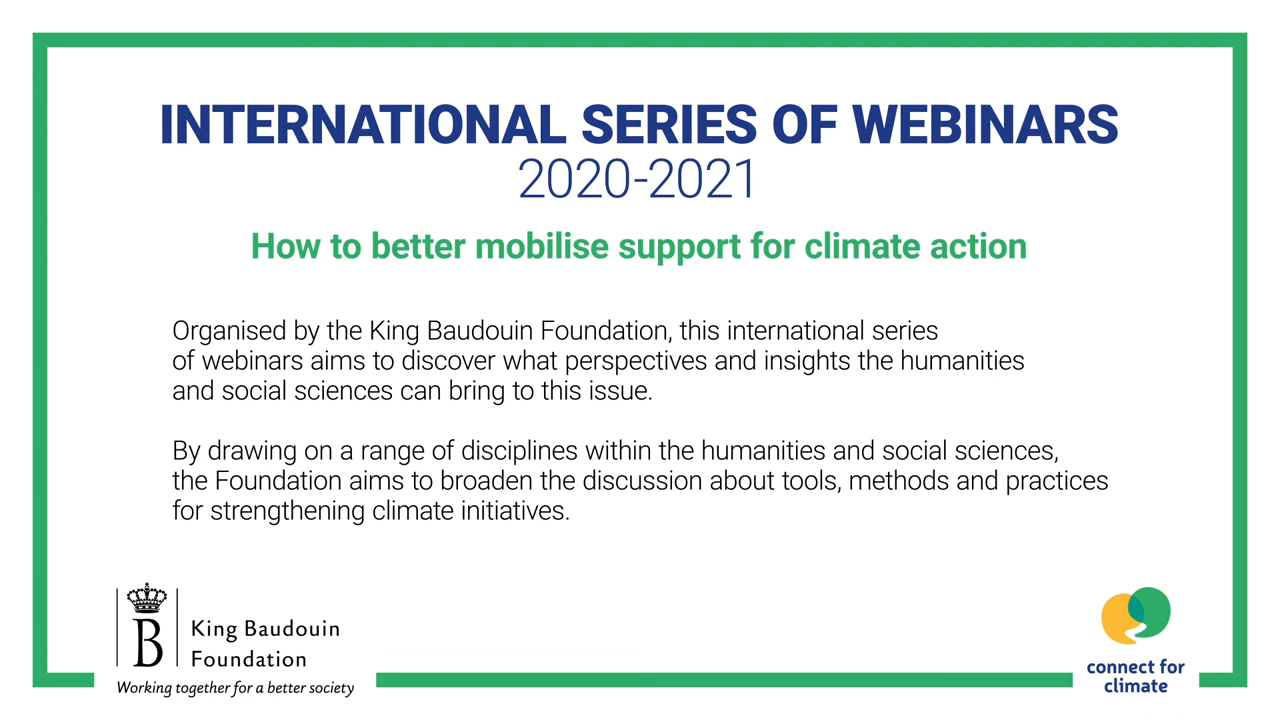 INTERNATIONAL SERIES OF WEBINARS
2020-2021
How to better mobilise support for climate action
Organised by the King Baudouin Foundation, this international series
of webinars aims to discover what perspectives and insights the humanities
and social sciences can bring to this issue.
By drawing on a range of disciplines within the humanities and social sciences,
the Foundation aims to broaden the discussion about tools, methods and practices
for strengthening climate initiatives.
B
King Baudouin
Foundation
Working together for a better society
connect for
climate